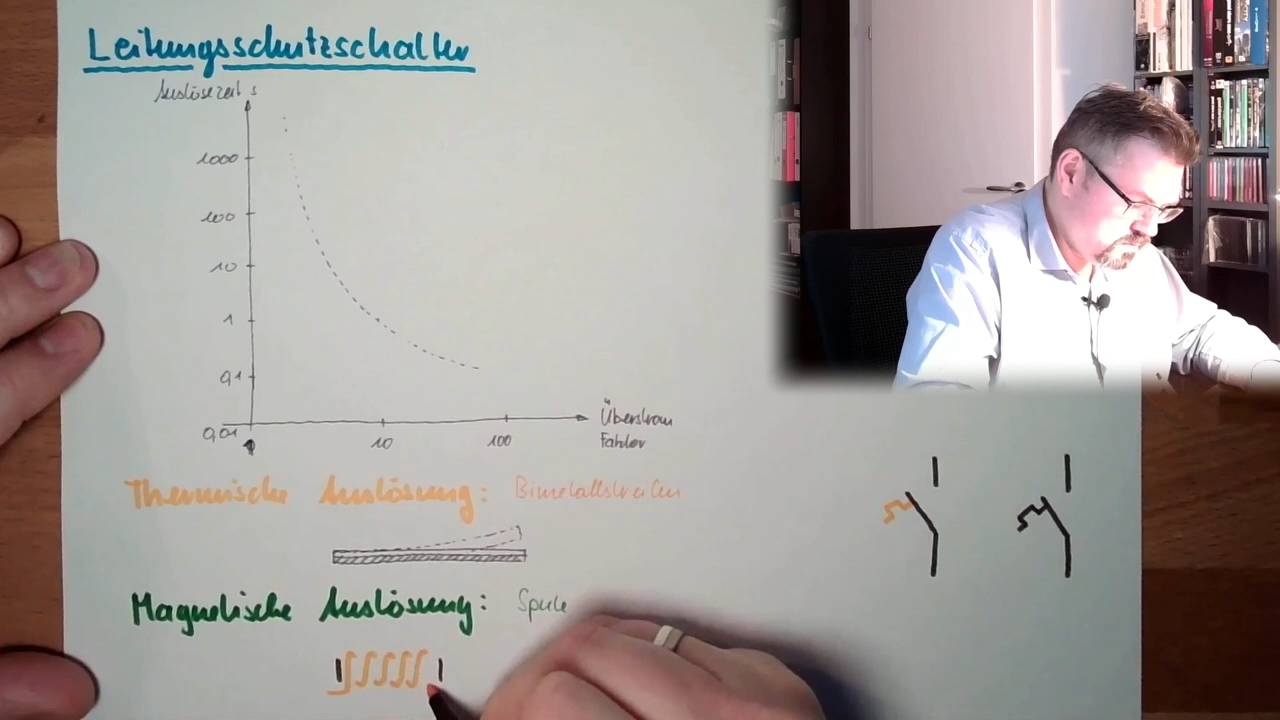 Leitungsschutzschalter
Auslösezeit s
1000
100
10
1
0,1
0,01
1
10
100
Überstrom
Faktor
Thermische Auslösung: Bimetallstreifen
Magnetische Auslösung: Spule